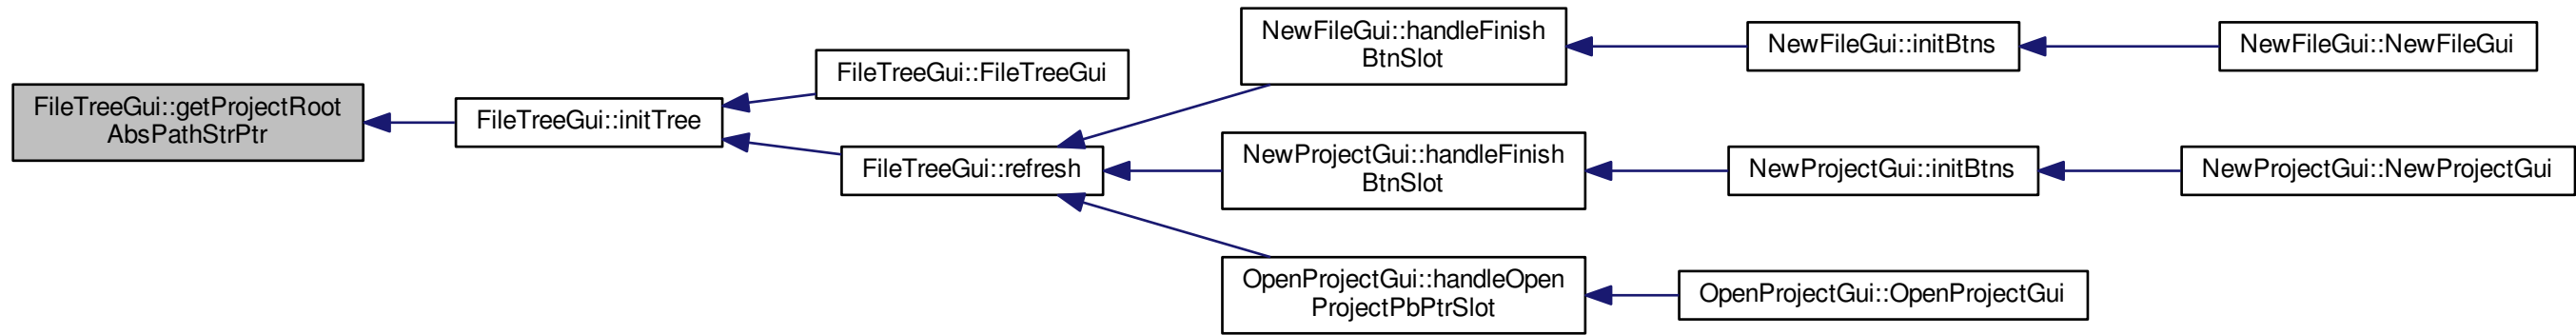 FileTreeGui::getProjectRoot
AbsPathStrPtr
FileTreeGui::initTree
FileTreeGui::FileTreeGui
FileTreeGui::refresh
NewFileGui::handleFinish
BtnSlot
NewFileGui::initBtns
NewFileGui::NewFileGui
NewProjectGui::handleFinish
BtnSlot
NewProjectGui::initBtns
NewProjectGui::NewProjectGui
OpenProjectGui::handleOpen
ProjectPbPtrSlot
OpenProjectGui::OpenProjectGui